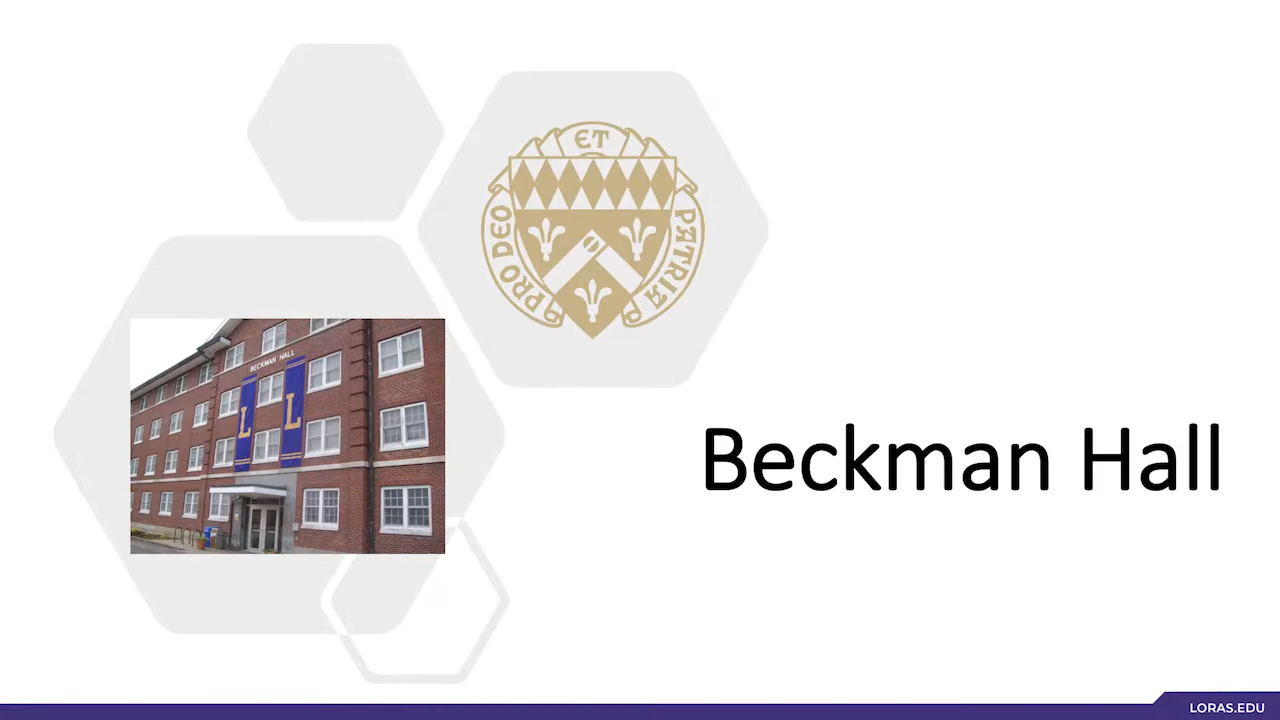 ET
PRO DEO
PATRIA
BECKMAN HALL
L
L
Beckman Hall
LORAS.EDU